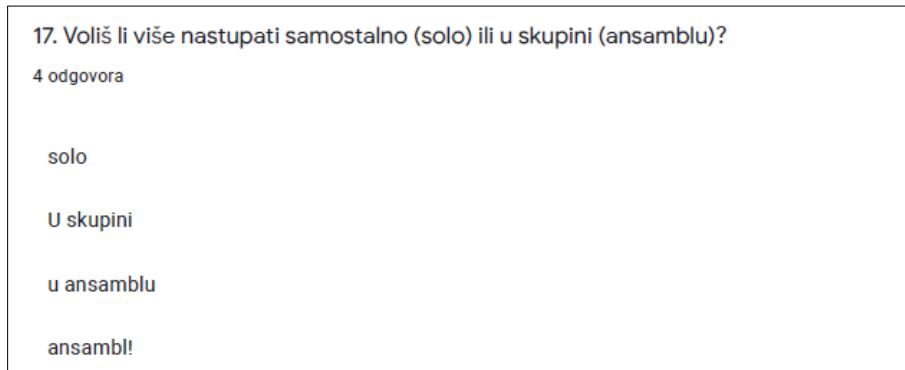 17. Voliš li više nastupati samostalno (solo) ili u skupini (ansamblu)?
4 odgovora
solo
U skupini
u ansamblu
ansambl!